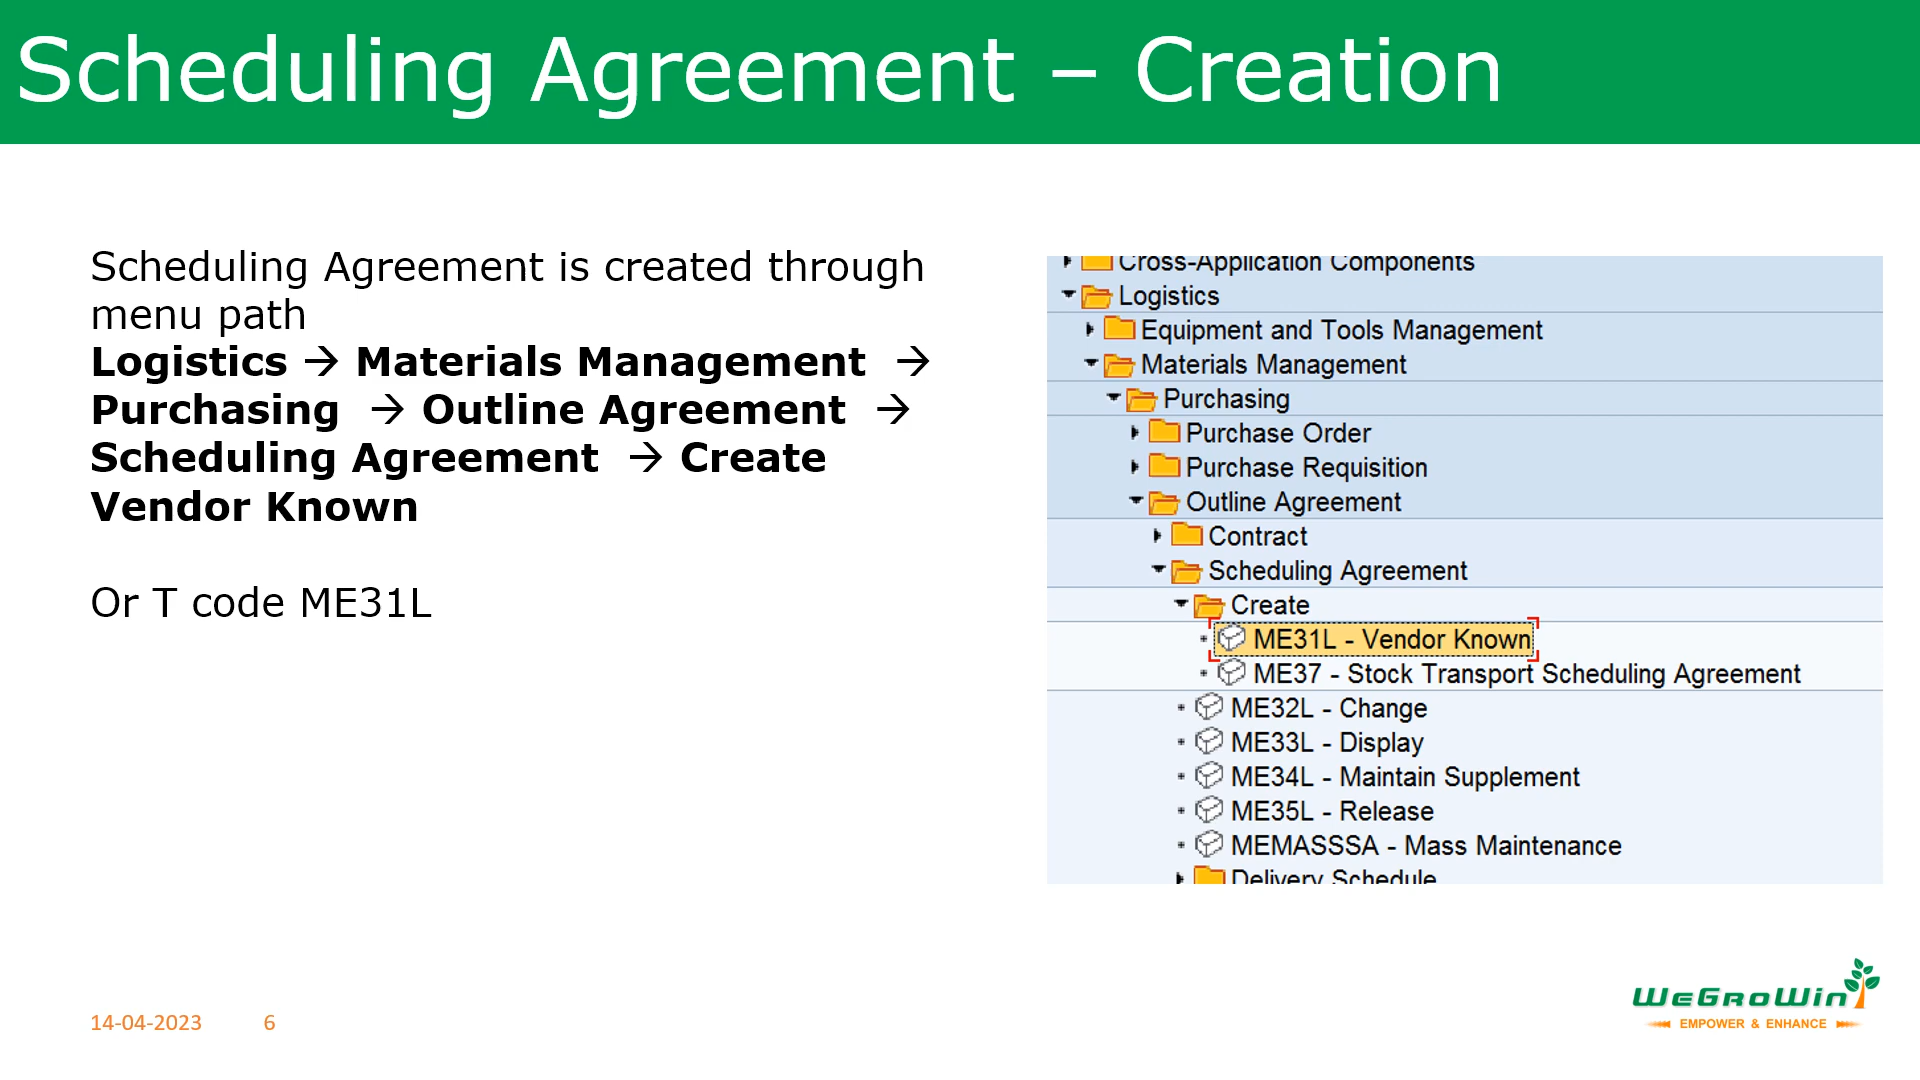 Scheduling Agreement – Creation
Scheduling Agreement is created through
menu path
Logistics → Materials Management →
Purchasing → Outline Agreement →
Scheduling Agreement → Create
Vendor Known
Or T code ME31L
Cross-Application Components
Logistics
Equipment and Tools Management
Materials Management
Purchasing
Purchase Order
Purchase Requisition
Outline Agreement
Contract
Scheduling Agreement
Create
ME31L - Vendor Known
ME37 - Stock Transport Scheduling Agreement
ME32L - Change
ME33L - Display
ME34L - Maintain Supplement
ME35L - Release
MEMASSSA - Mass Maintenance
Delivery Schedule
14-04-2023 6
WeGroWin
EMPOWER & ENHANCE